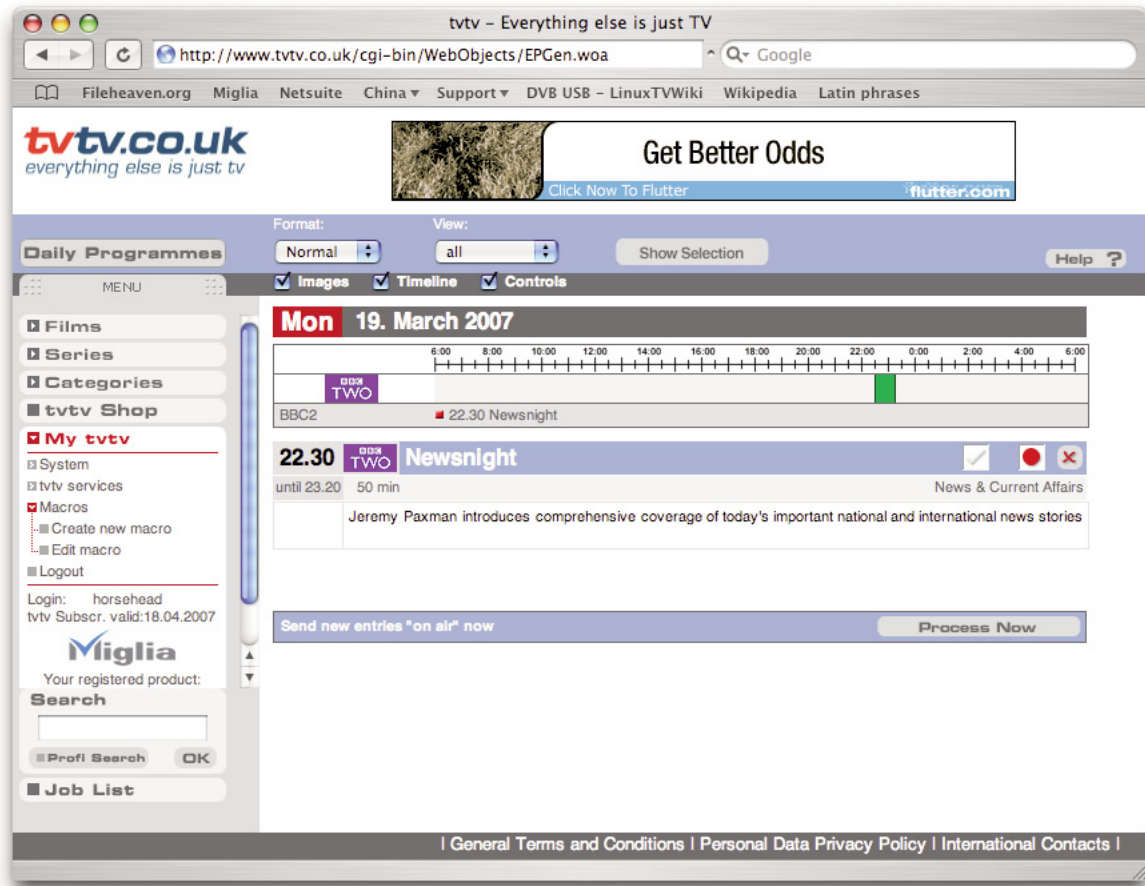 tvtv – Everything else is just TV
http://www.tvtv.co.uk/cgi-bin/WebObjects/EPGen.woa
Google
Fileheaven.org Miglia Netsuite China Support DVB USB – LinuxTVWiki Wikipedia Latin phrases
tvtv.co.uk
everything else is just tv
Get Better Odds
Click Now To Flutter flutter.com
Format: View:
Daily Programmes Normal all Show Selection Help ?
MENU Images Timeline Controls
Films
Series
Categories
tvtv Shop
My tvtv
System
tvtv services
Macros
Create new macro
Edit macro
Logout
Login: horsehead
tvtv Subscr. valid:18.04.2007
Miglia
Your registered product:
Search
Profi Search OK
Job List
Mon 19. March 2007
6:00 8:00 10:00 12:00 14:00 16:00 18:00 20:00 22:00 0:00 2:00 4:00 6:00
BBC
TWO
BBC2 22.30 Newsnight
22.30 BBC TWO Newsnight
until 23.20 50 min News & Current Affairs
Jeremy Paxman introduces comprehensive coverage of today's important national and international news stories
Send new entries "on air" now Process Now
| General Terms and Conditions | Personal Data Privacy Policy | International Contacts |